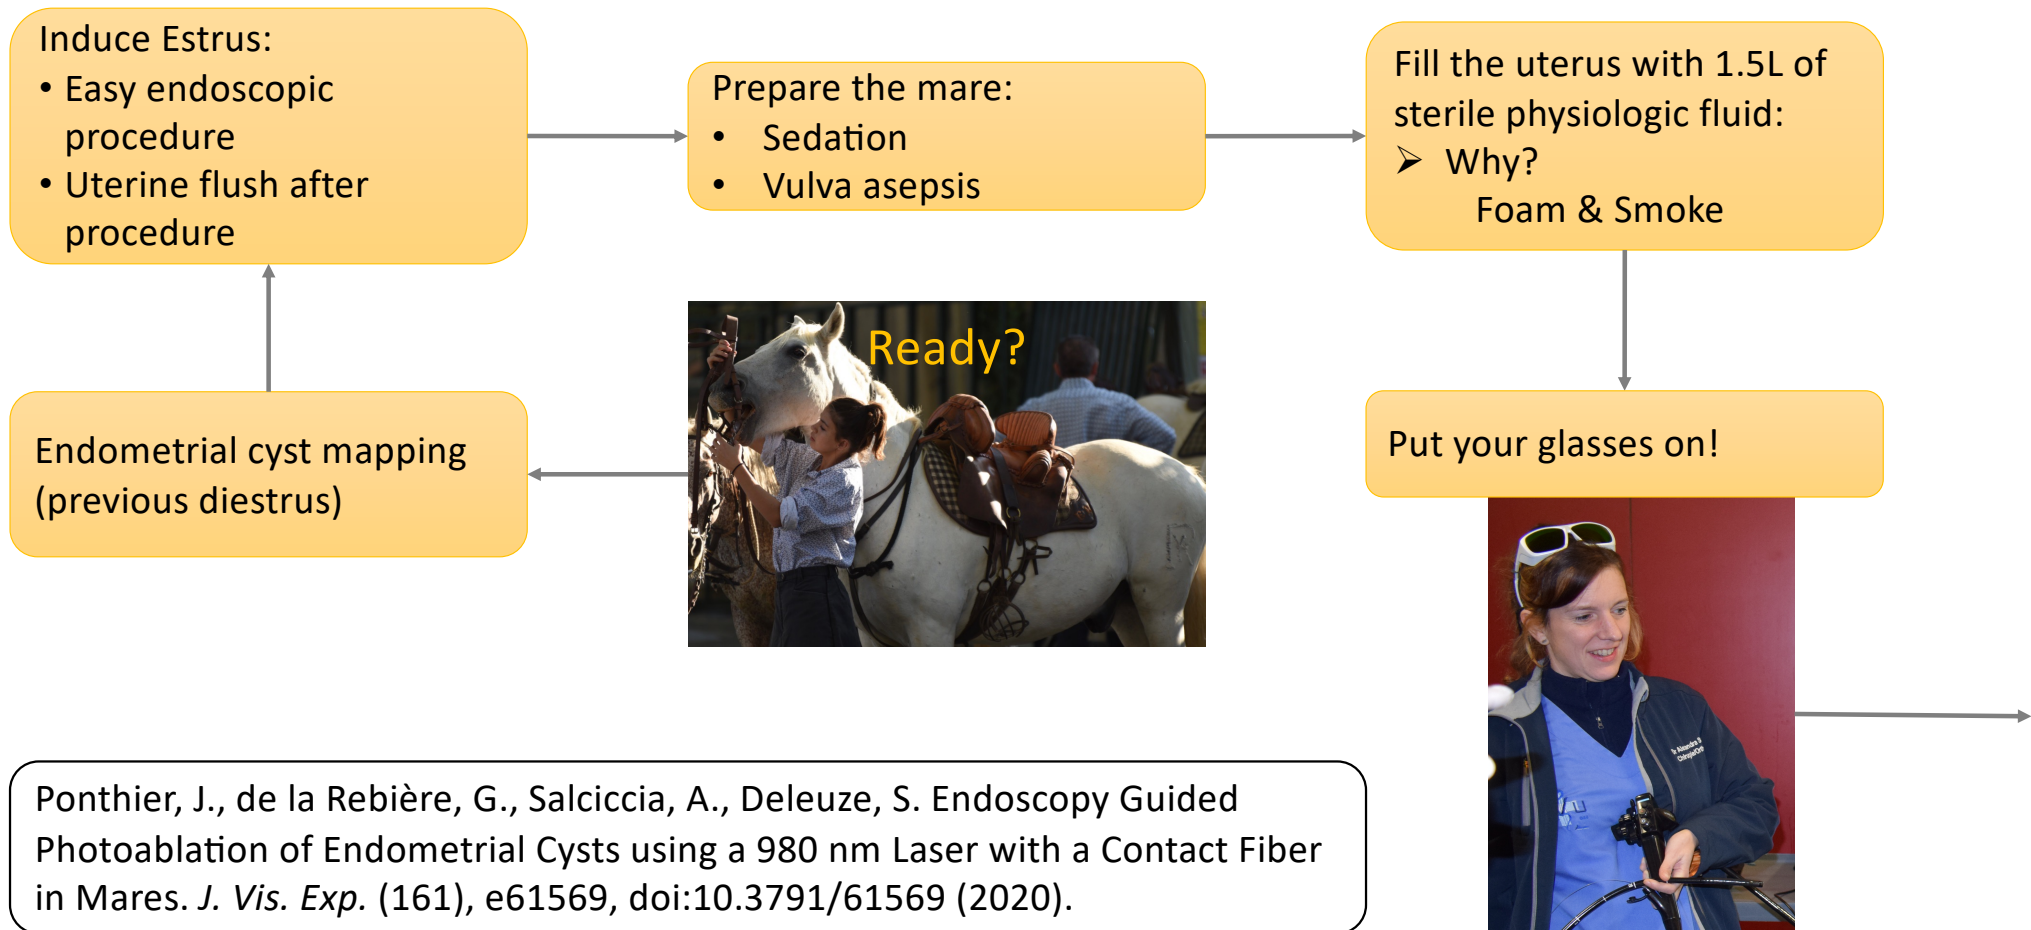 Induce Estrus:
• Easy endoscopic
procedure
• Uterine flush after
procedure
Prepare the mare:
• Sedation
• Vulva asepsis
Fill the uterus with 1.5L of
sterile physiologic fluid:
➢ Why?
Foam & Smoke
Ready?
Endometrial cyst mapping
(previous diestrus)
Put your glasses on!
Ponthier, J., de la Rebière, G., Salciccia, A., Deleuze, S. Endoscopy Guided
Photoablation of Endometrial Cysts using a 980 nm Laser with a Contact Fiber
in Mares. J. Vis. Exp. (161), e61569, doi:10.3791/61569 (2020).